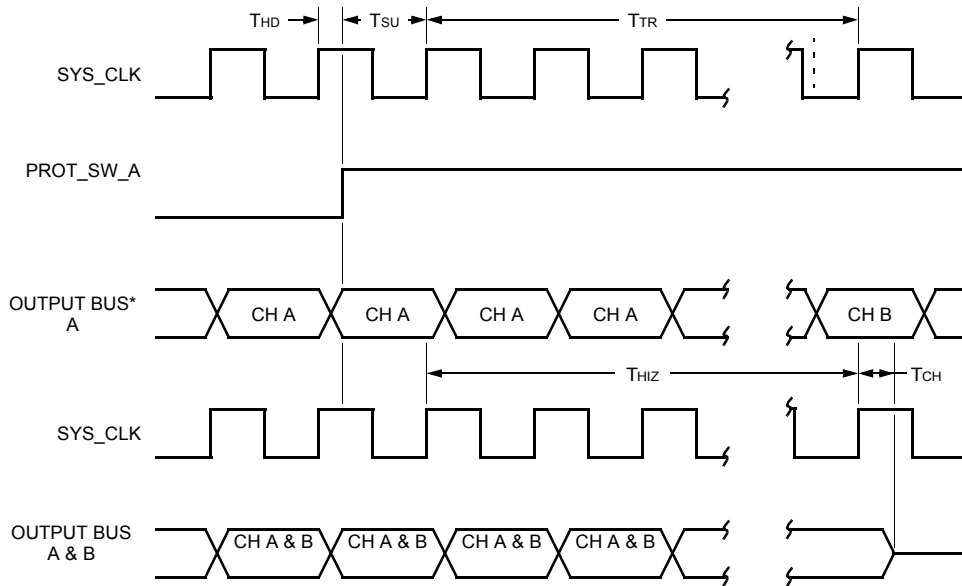 THD TSU TTR
SYS_CLK
PROT_SW_A
OUTPUT BUS*
A
CH A CH A CH A CH A CH B
THIZ TCH
SYS_CLK
OUTPUT BUS
A & B
CH A & B CH A & B CH A & B CH A & B